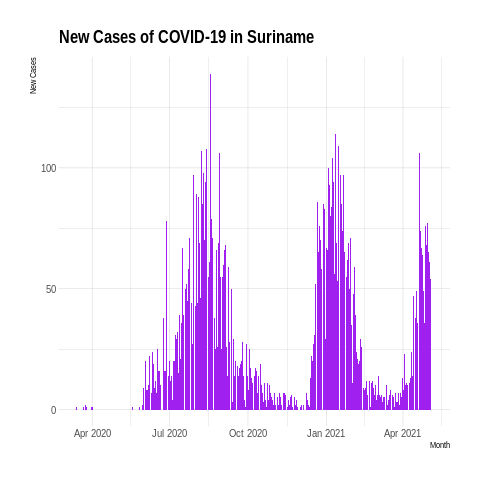 New Cases of COVID-19 in Suriname
New Cases
100
50
0
Apr 2020 Jul 2020 Oct 2020 Jan 2021 Apr 2021
Month